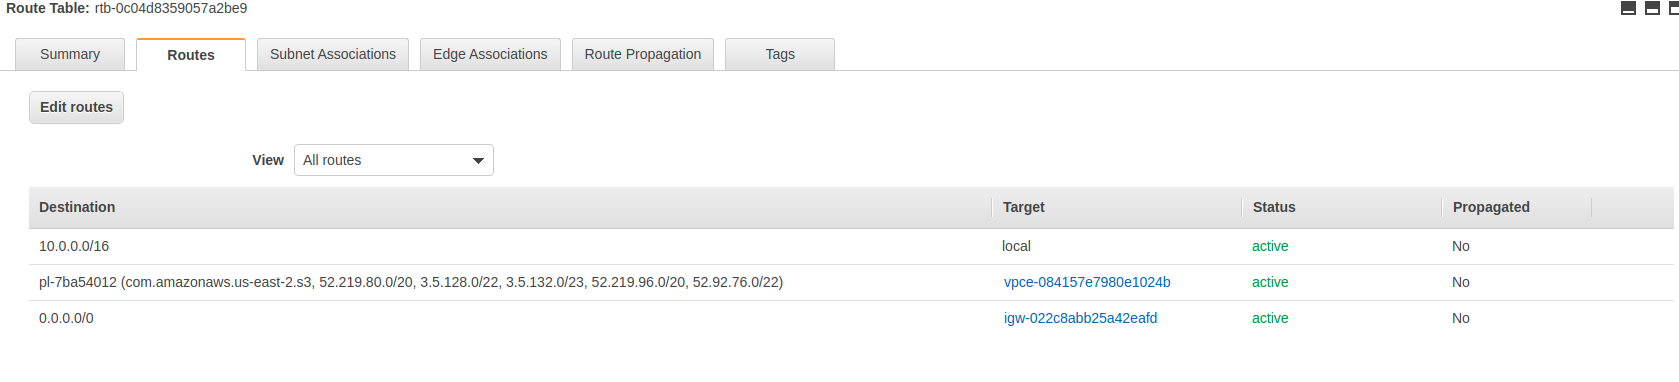 Route Table: rtb-0c04d8359057a2be9
Summary Routes Subnet Associations Edge Associations Route Propagation Tags
Edit routes
View All routes
Destination Target Status Propagated
10.0.0.0/16 local active No
pl-7ba54012 (com.amazonaws.us-east-2.s3, 52.219.80.0/20, 3.5.128.0/22, 3.5.132.0/23, 52.219.96.0/20, 52.92.76.0/22) vpce-084157e7980e1024b active No
0.0.0.0/0 igw-022c8abb25a42eafd active No